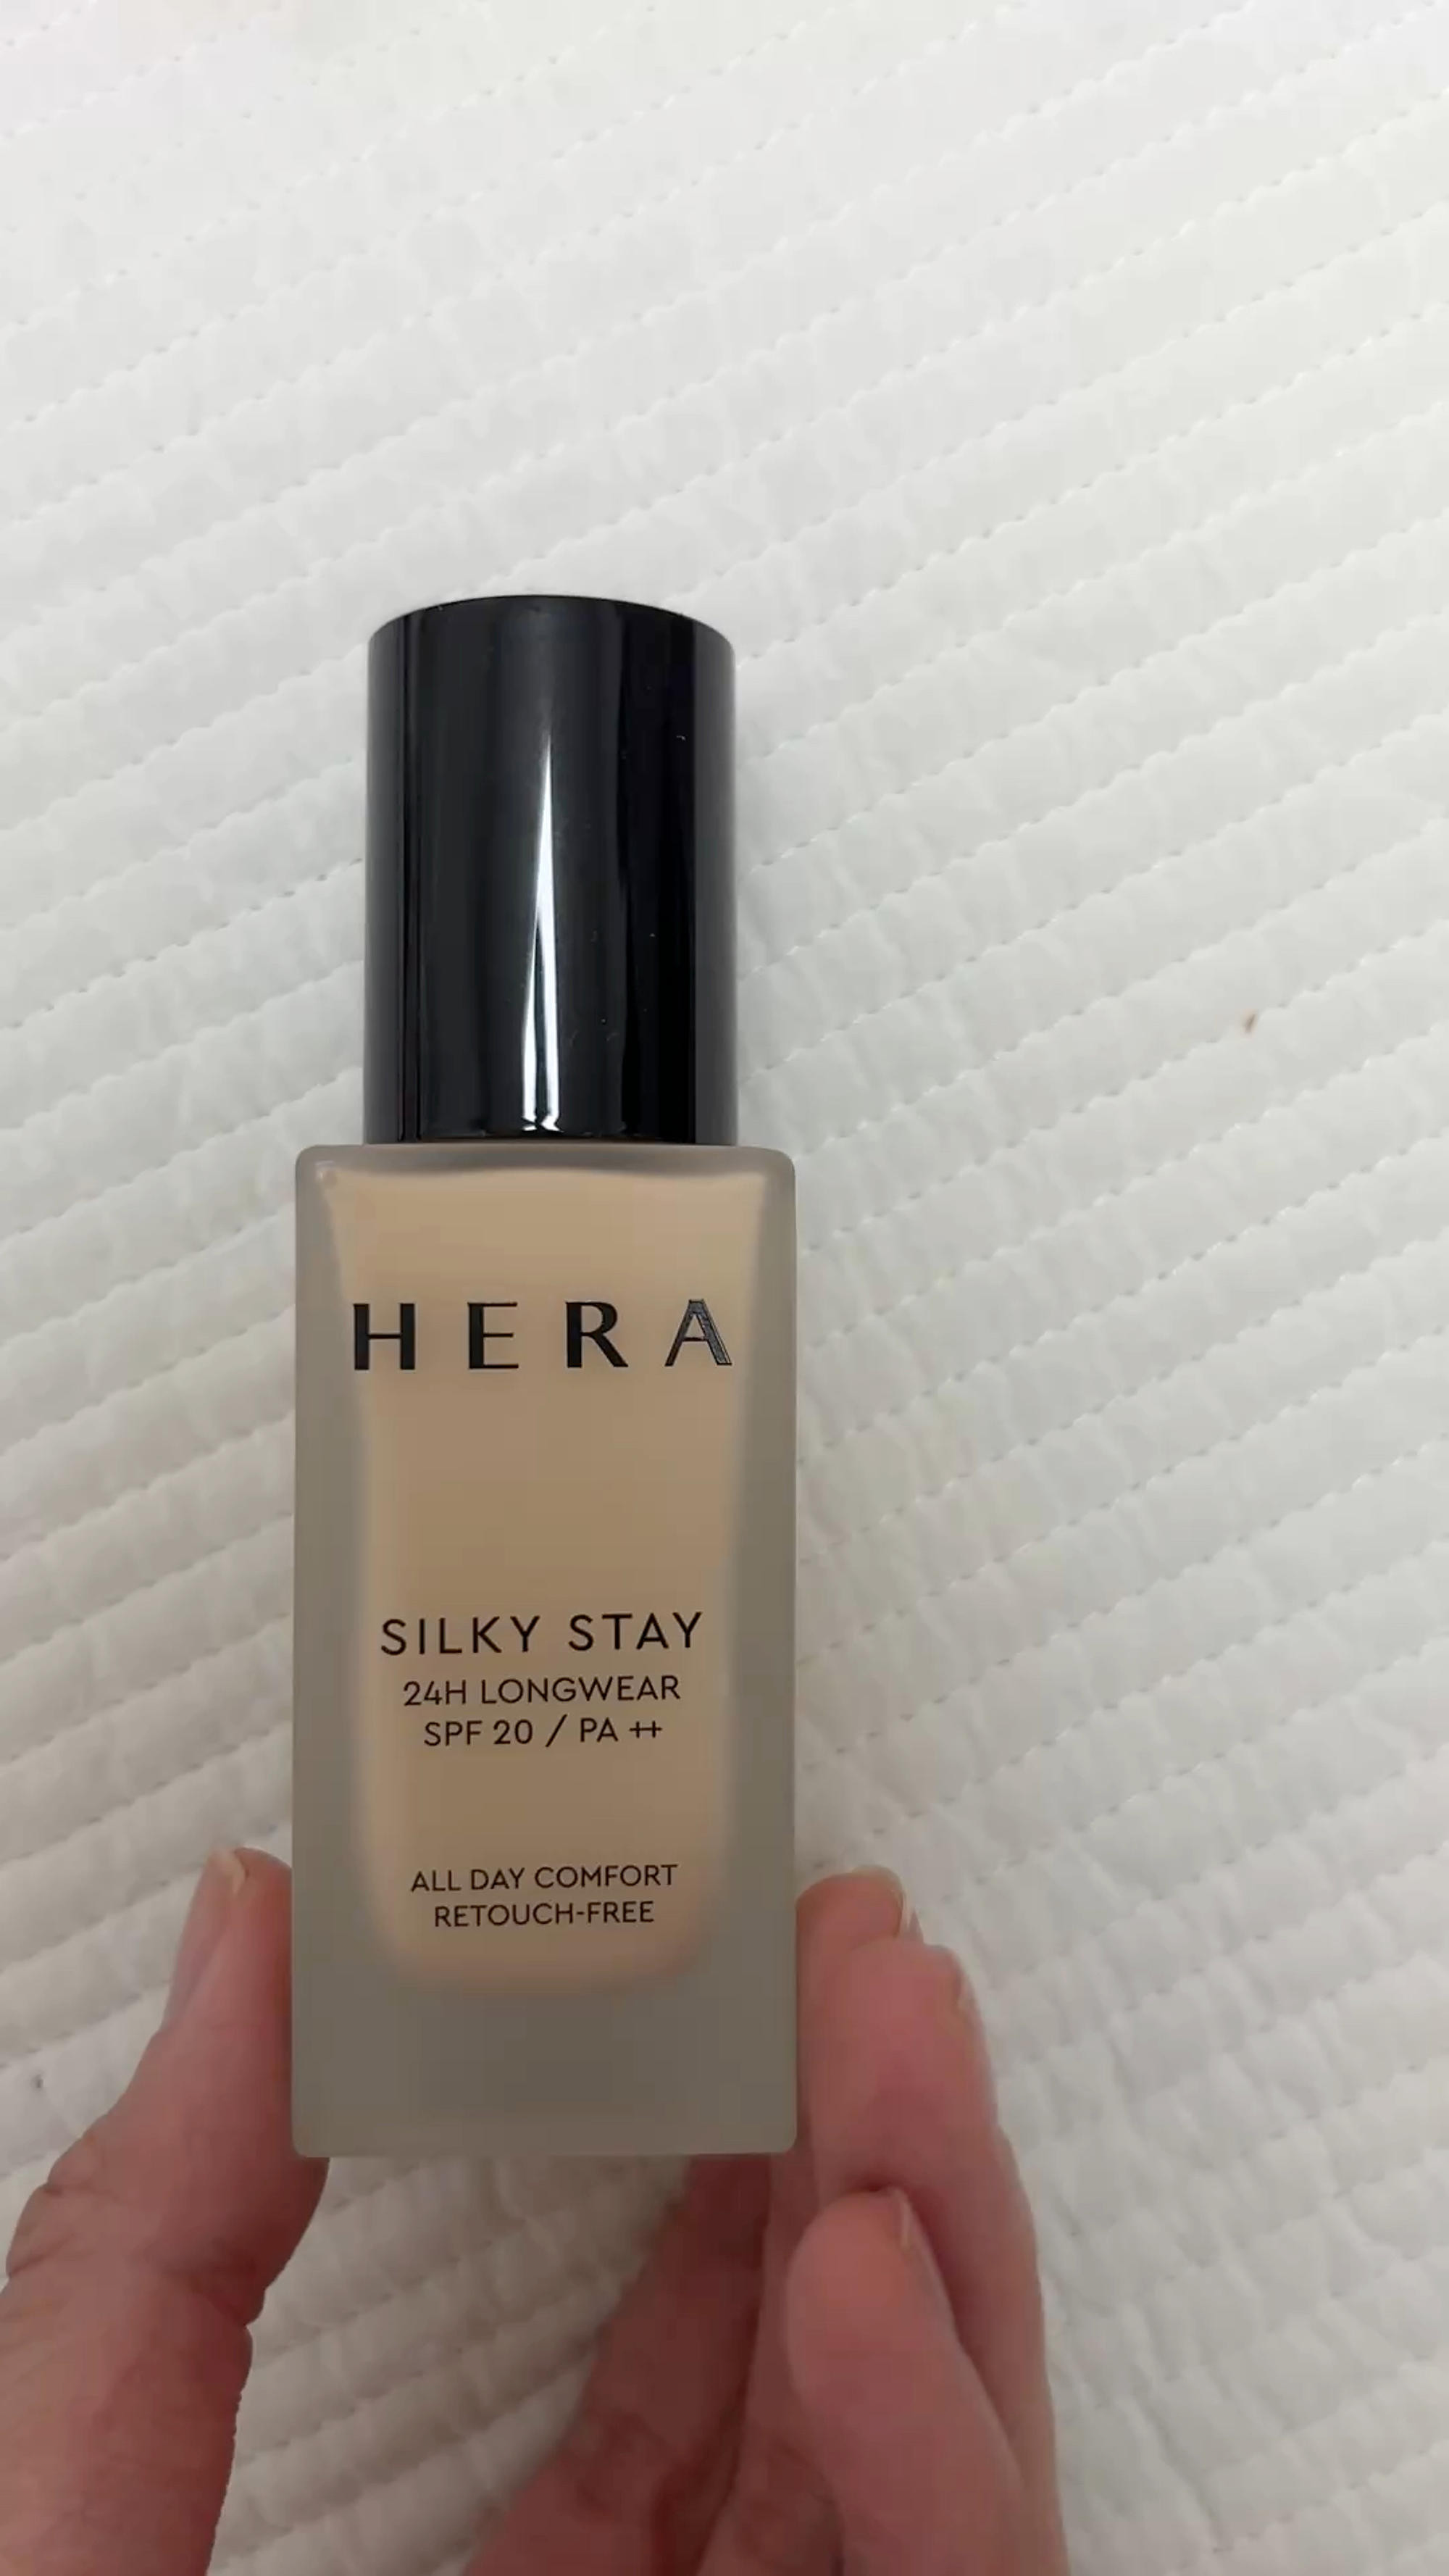 HERA
SILKY STAY
24H LONGWEAR
SPF 20 / PA ++
ALL DAY COMFORT
RETOUCH-FREE